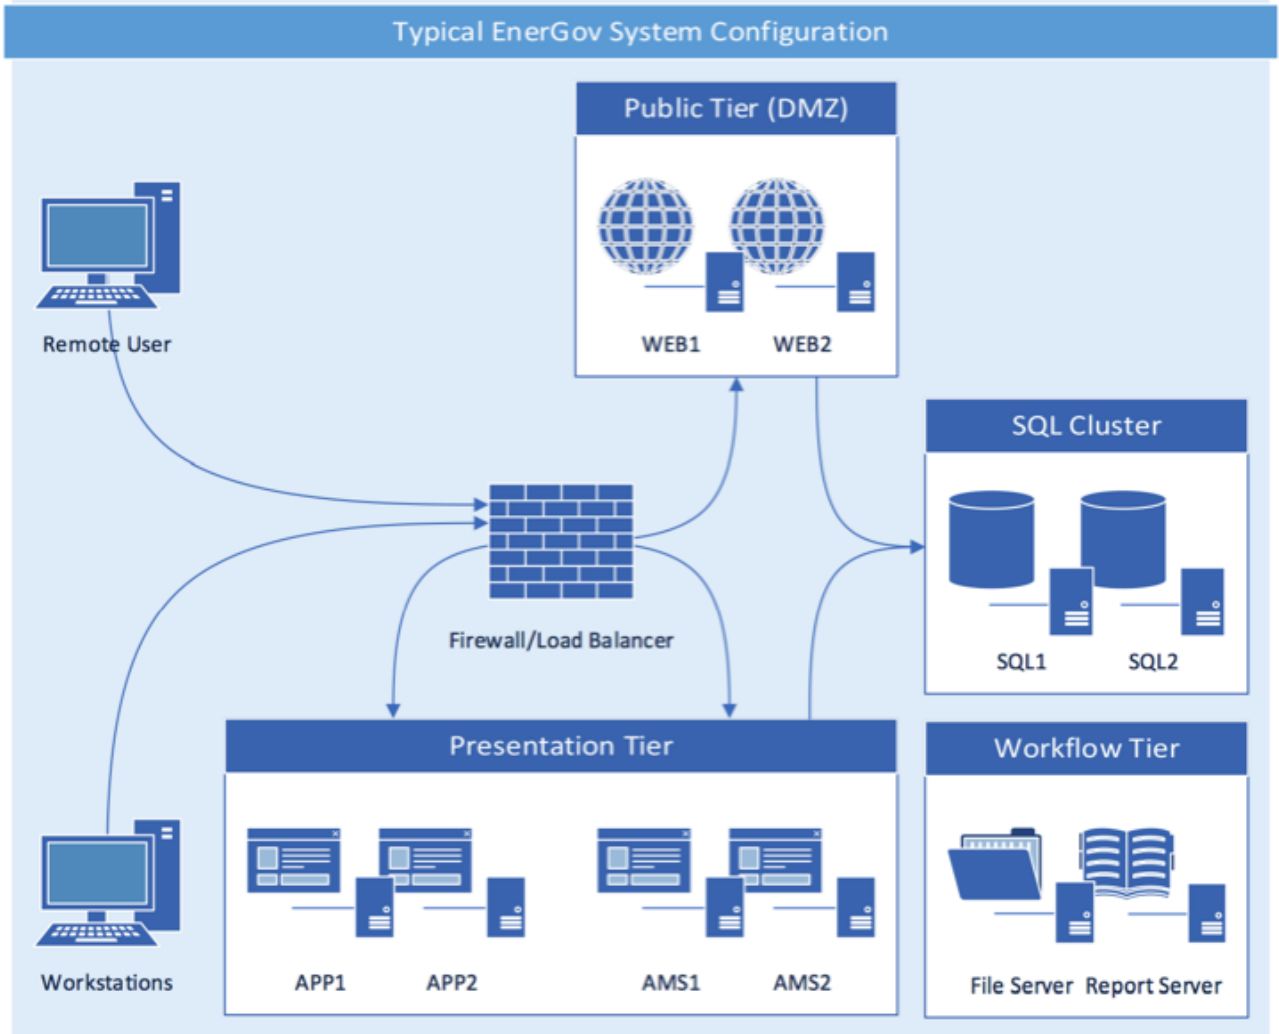 Typical EnerGov System Configuration
Public Tier (DMZ)
WEB1
WEB2
Remote User
SQL Cluster
SQL1
SQL2
Firewall/Load Balancer
Presentation Tier
APP1
APP2
AMS1
AMS2
Workflow Tier
File Server
Report Server
Workstations